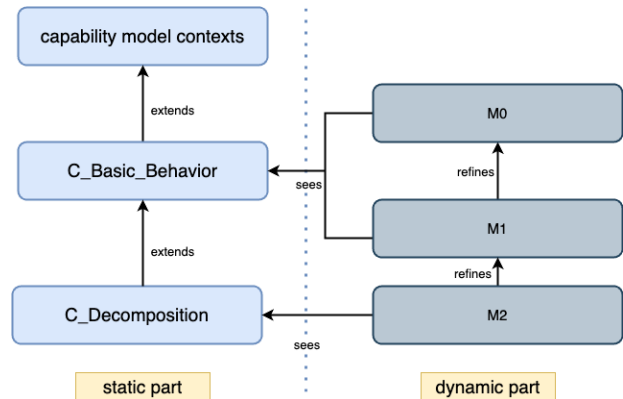 capability model contexts
extends
M0
C_Basic_Behavior
sees
refines
M1
extends
refines
C_Decomposition
M2
sees
static part
dynamic part